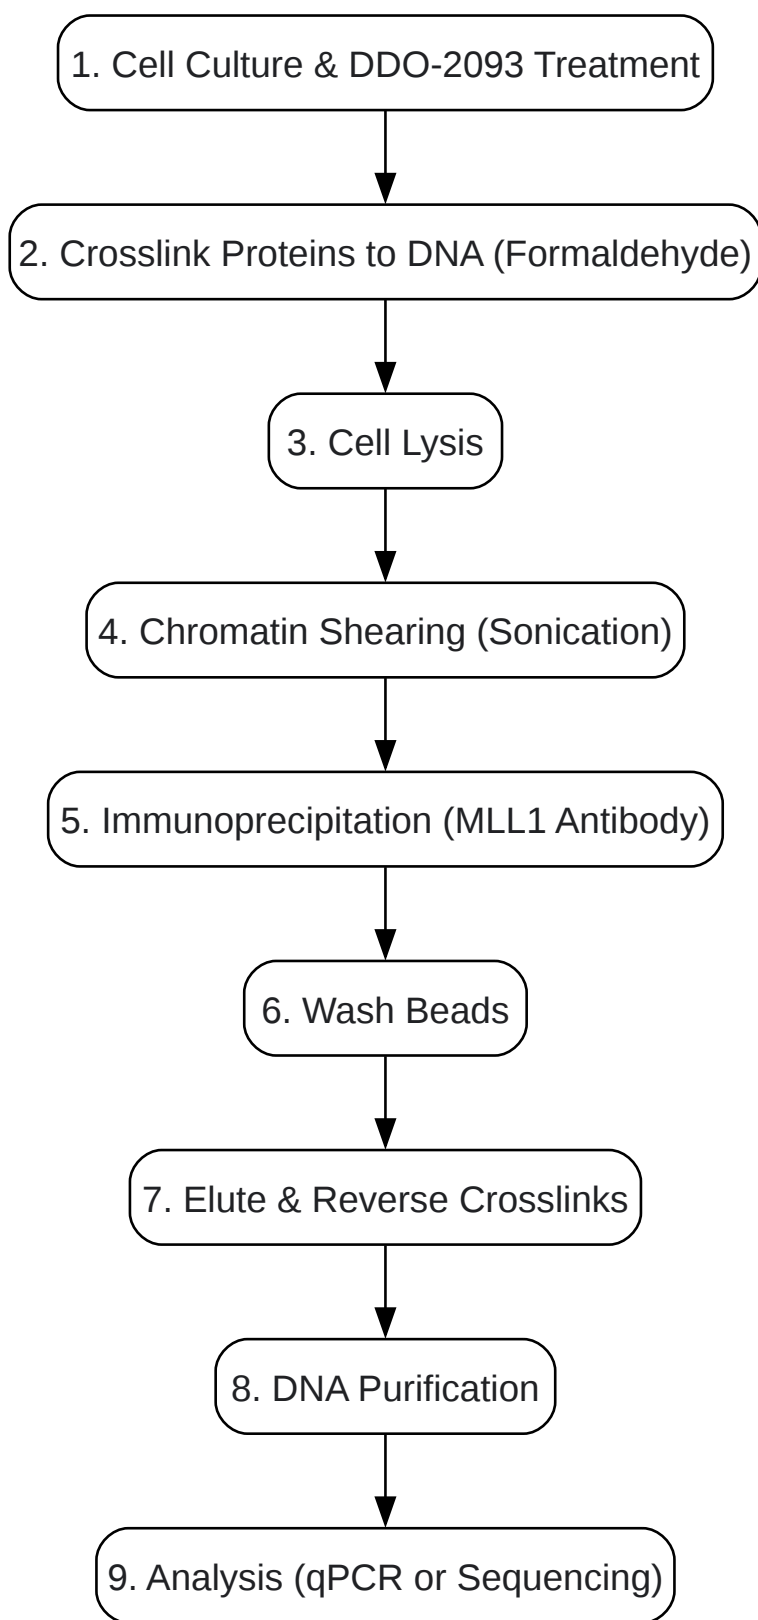 1. Cell Culture & DDO-2093 Treatment
2. Crosslink Proteins to DNA (Formaldehyde)
3. Cell Lysis
4. Chromatin Shearing (Sonication)
5. Immunoprecipitation (MLL1 Antibody)
6. Wash Beads
7. Elute & Reverse Crosslinks
8. DNA Purification
9. Analysis (qPCR or Sequencing)